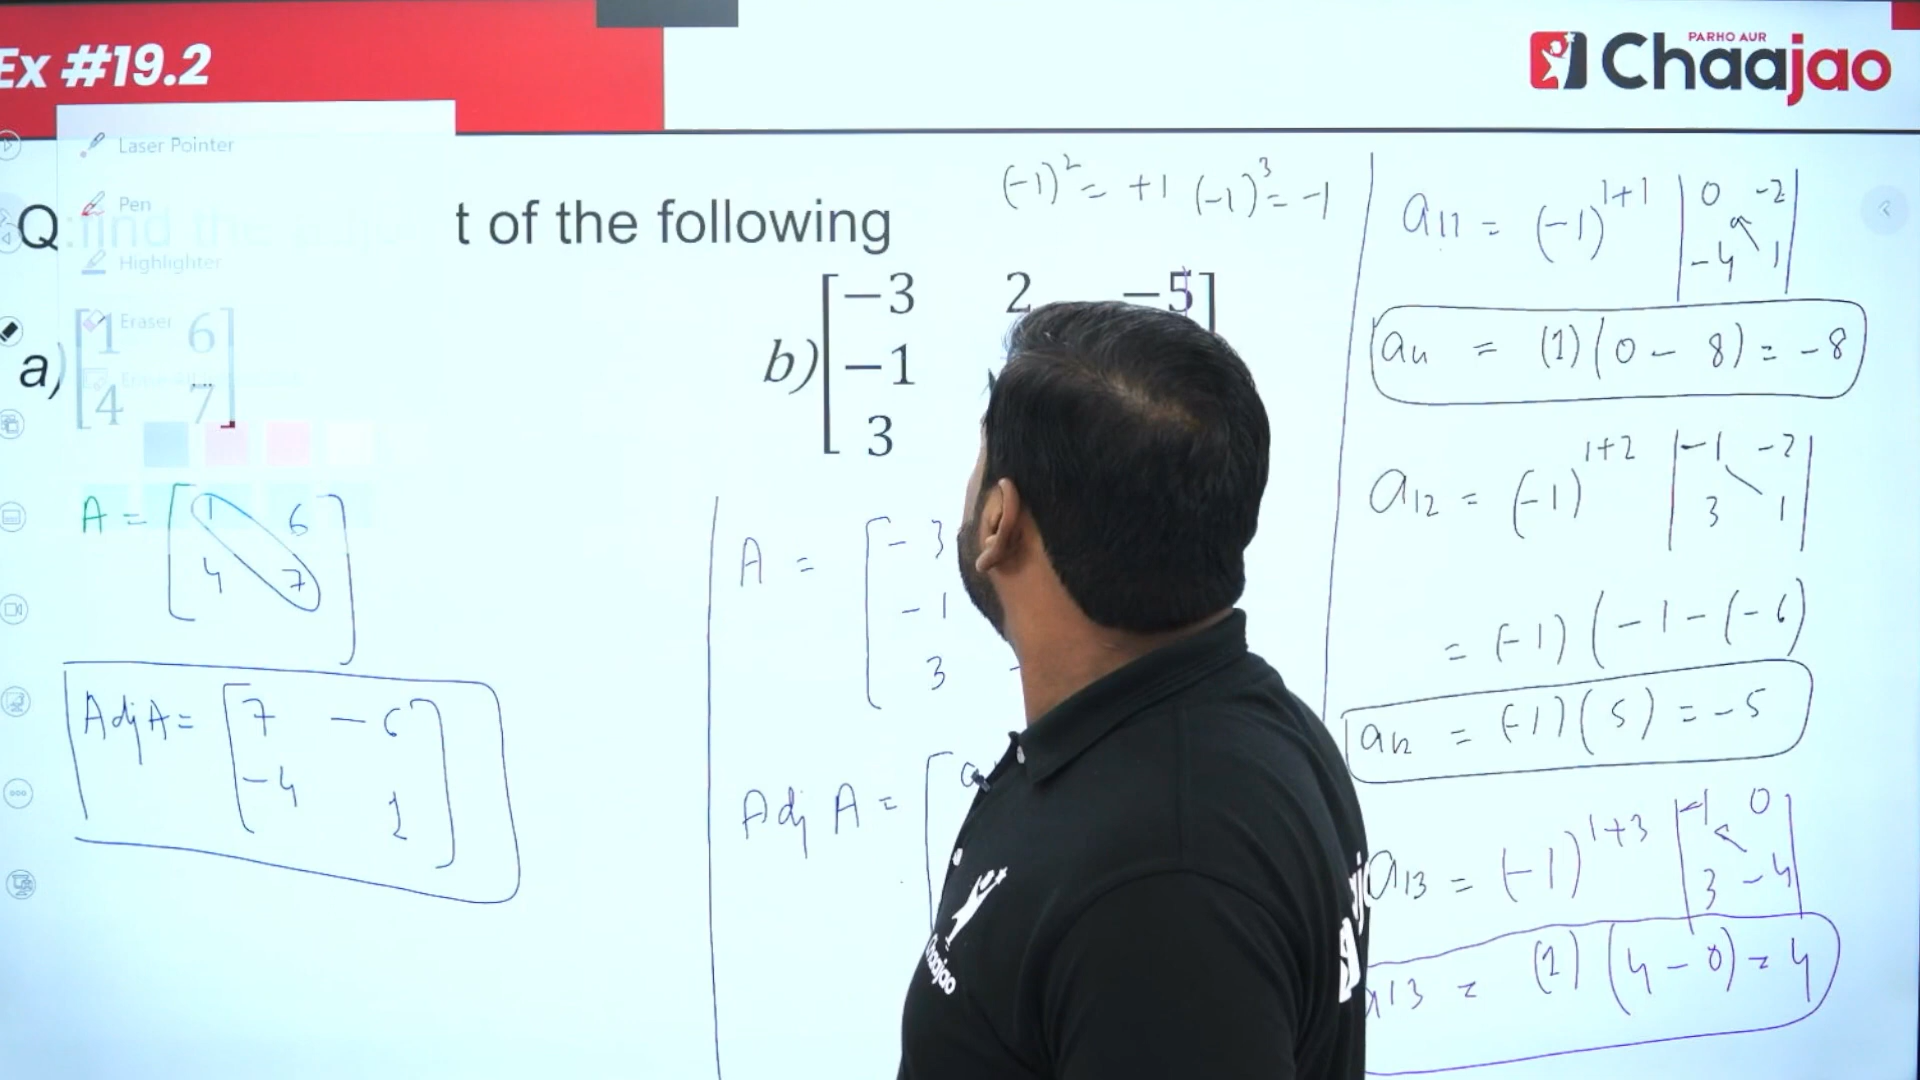 Ex #19.2
PARHO AUR
Chaajao
Laser Pointer
Pen
Highlighter
Eraser
Q:find the t of the following
a) [1 6
4 7]
b) [−3 2 −5]
−1
3
A = [1 6
4 7]
Adj A = [7 −6
−4 1]
(-1)² = +1 (-1)³ = -1
A = [-3
-1
3
Adj A = [a
a11 = (-1)^1+1 |0 -2
-4 1|
a11 = (1)(0 - 8) = -8
a12 = (-1)^1+2 |-1 -2
3 1|
= (-1)(-1-(-6)
a12 = (-1)(5) = -5
a13 = (-1)^1+3 |-1 0
3 -4|
a13 = (1)(4-0) = 4
Chaajao